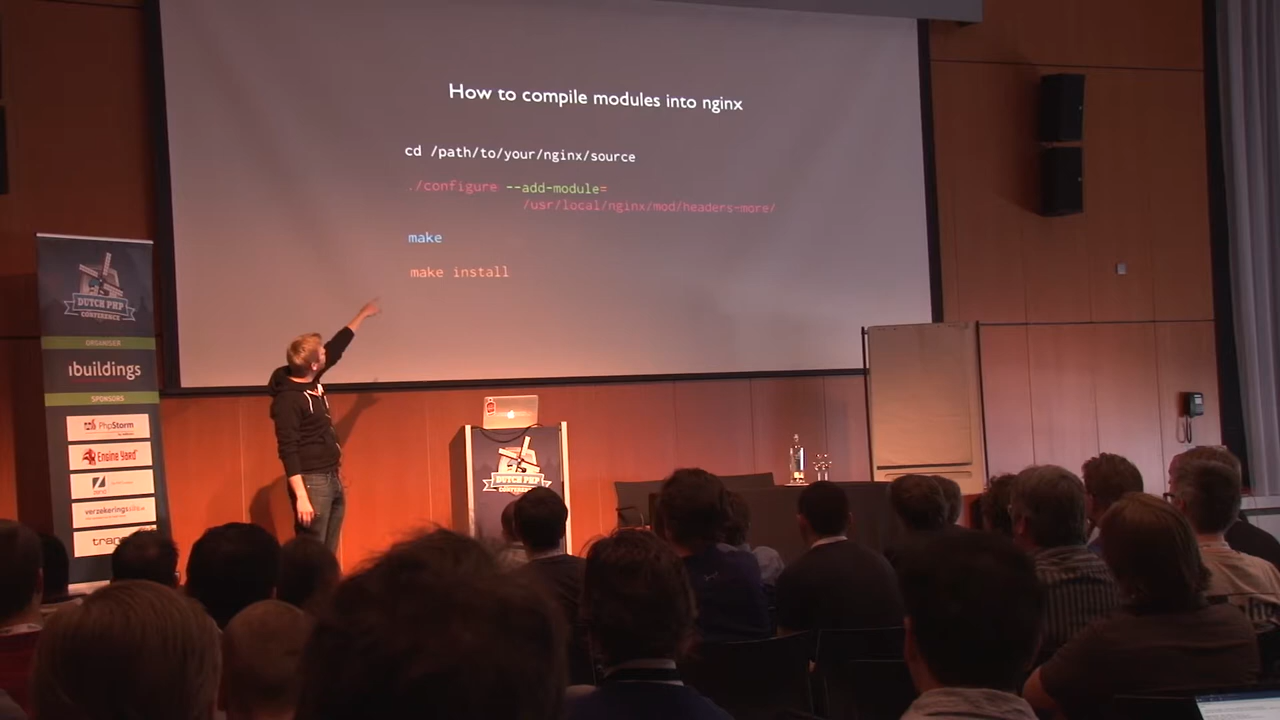 How to compile modules into nginx
cd /path/to/your/nginx/source
./configure --add-module=
/usr/local/nginx/mod/headers-more/
make
make install
DUTCH PHP
CONFERENCE
ORGANISER
ibuildings
SPONSORS
PhpStorm
ENGINE YARD
DUTCH PHP